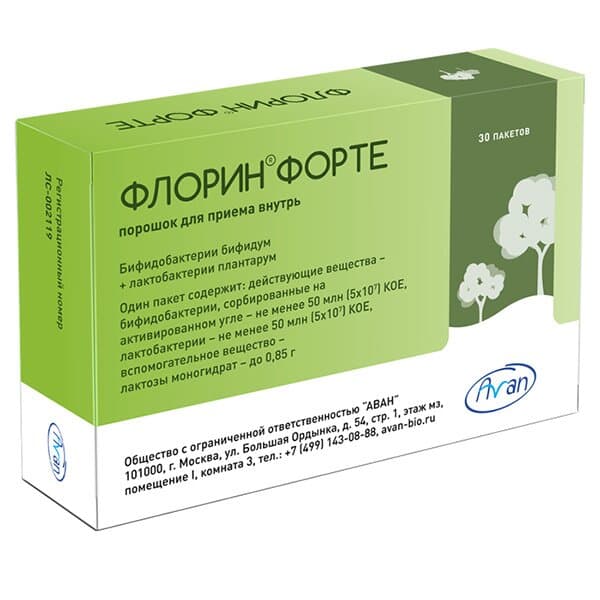 ФЛОРИН® ФОРТЕ
30 ПАКЕТОВ
ФЛОРИН® ФОРТЕ
порошок для приема внутрь
Бифидобактерии бифидум
+ лактобактерии плантарум
Один пакет содержит: действующие вещества –
бифидобактерии, сорбированные на
активированном угле – не менее 50 млн (5х10⁷) КОЕ,
лактобактерии – не менее 50 млн (5х10⁷) КОЕ,
вспомогательное вещество –
лактозы моногидрат – до 0,85 г
Avan
Общество с ограниченной ответственностью "АВАН"
101000, г. Москва, ул. Большая Ордынка, д. 54, стр. 1, этаж мз,
помещение I, комната 3, тел.: +7 (499) 143-08-88, avan-bio.ru
Регистрационный номер
ЛС-002119
Avan